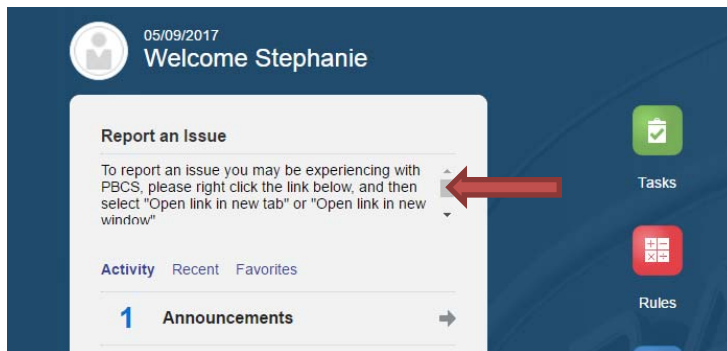 05/09/2017
Welcome Stephanie
Report an Issue
To report an issue you may be experiencing with
PBCS, please right click the link below, and then
select "Open link in new tab" or "Open link in new
window"
Activity Recent Favorites
1 Announcements
Tasks
Rules